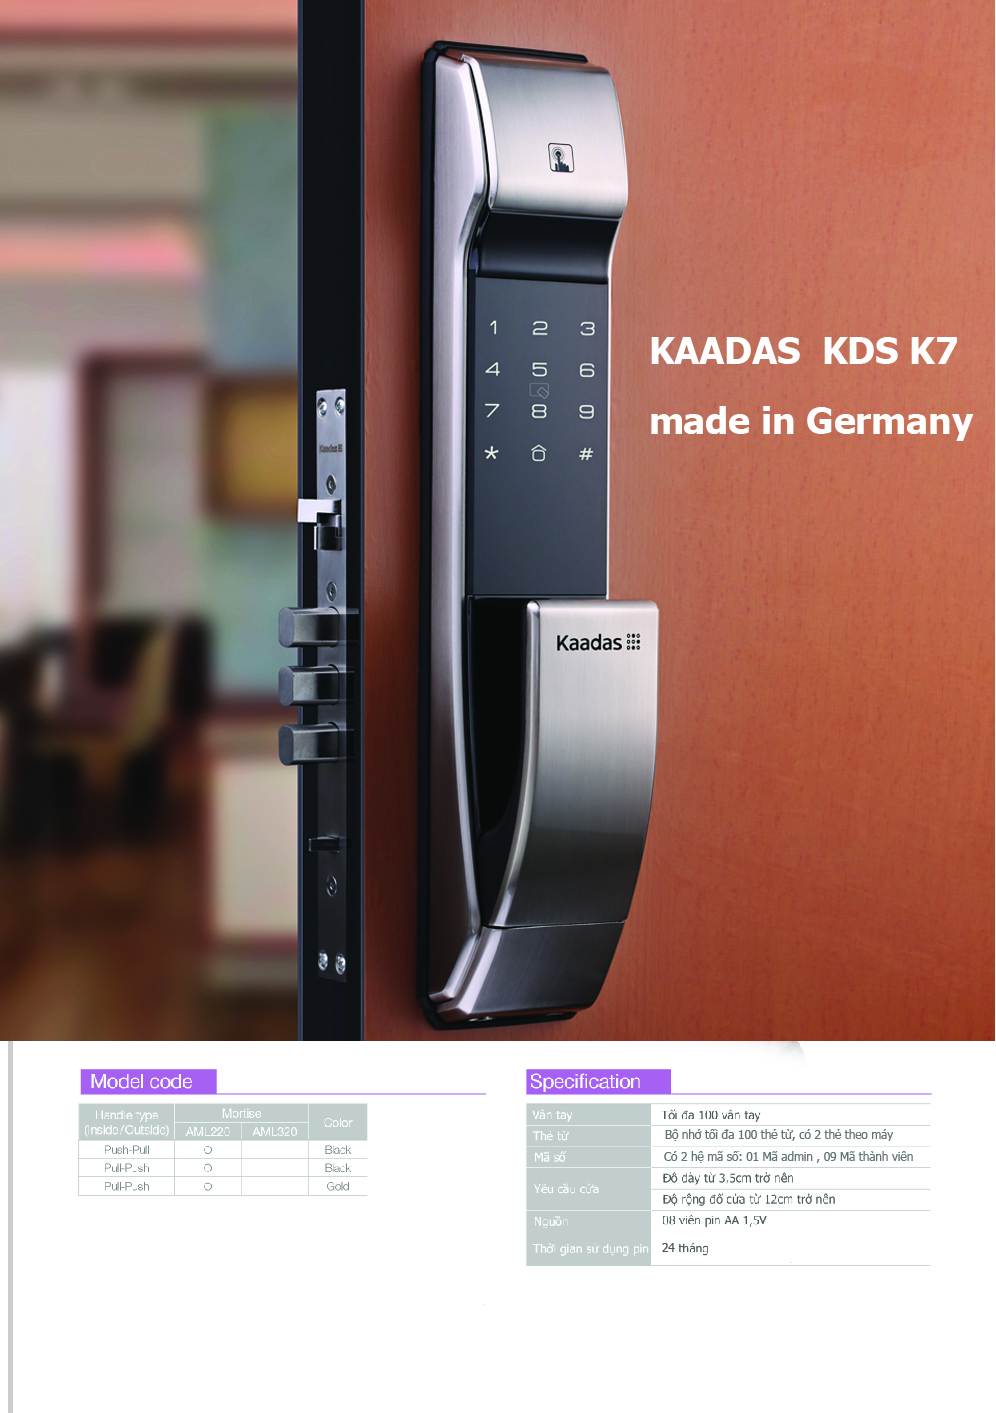 1 2 3
4 5 6
7 8 9
* #
KAADAS KDS K7
made in Germany
Kaadas
Kaadas
Model code
Handle type
(Inside/Outside)
Mortise
AML220 AML320
Color
Push-Pull O Black
Pull-Push O Black
Pull-Push O Gold
Specification
Vân tay Tối đa 100 vân tay
Thẻ từ Bộ nhớ tối đa 100 thẻ từ, có 2 thẻ theo máy
Mã số Có 2 hệ mã số: 01 Mã admin , 09 Mã thành viên
Yêu cầu cửa
Độ dày từ 3,5cm trở nên
Độ rộng đố cửa từ 12cm trở nên
Nguồn 08 viên pin AA 1,5V
Thời gian sử dụng pin 24 tháng